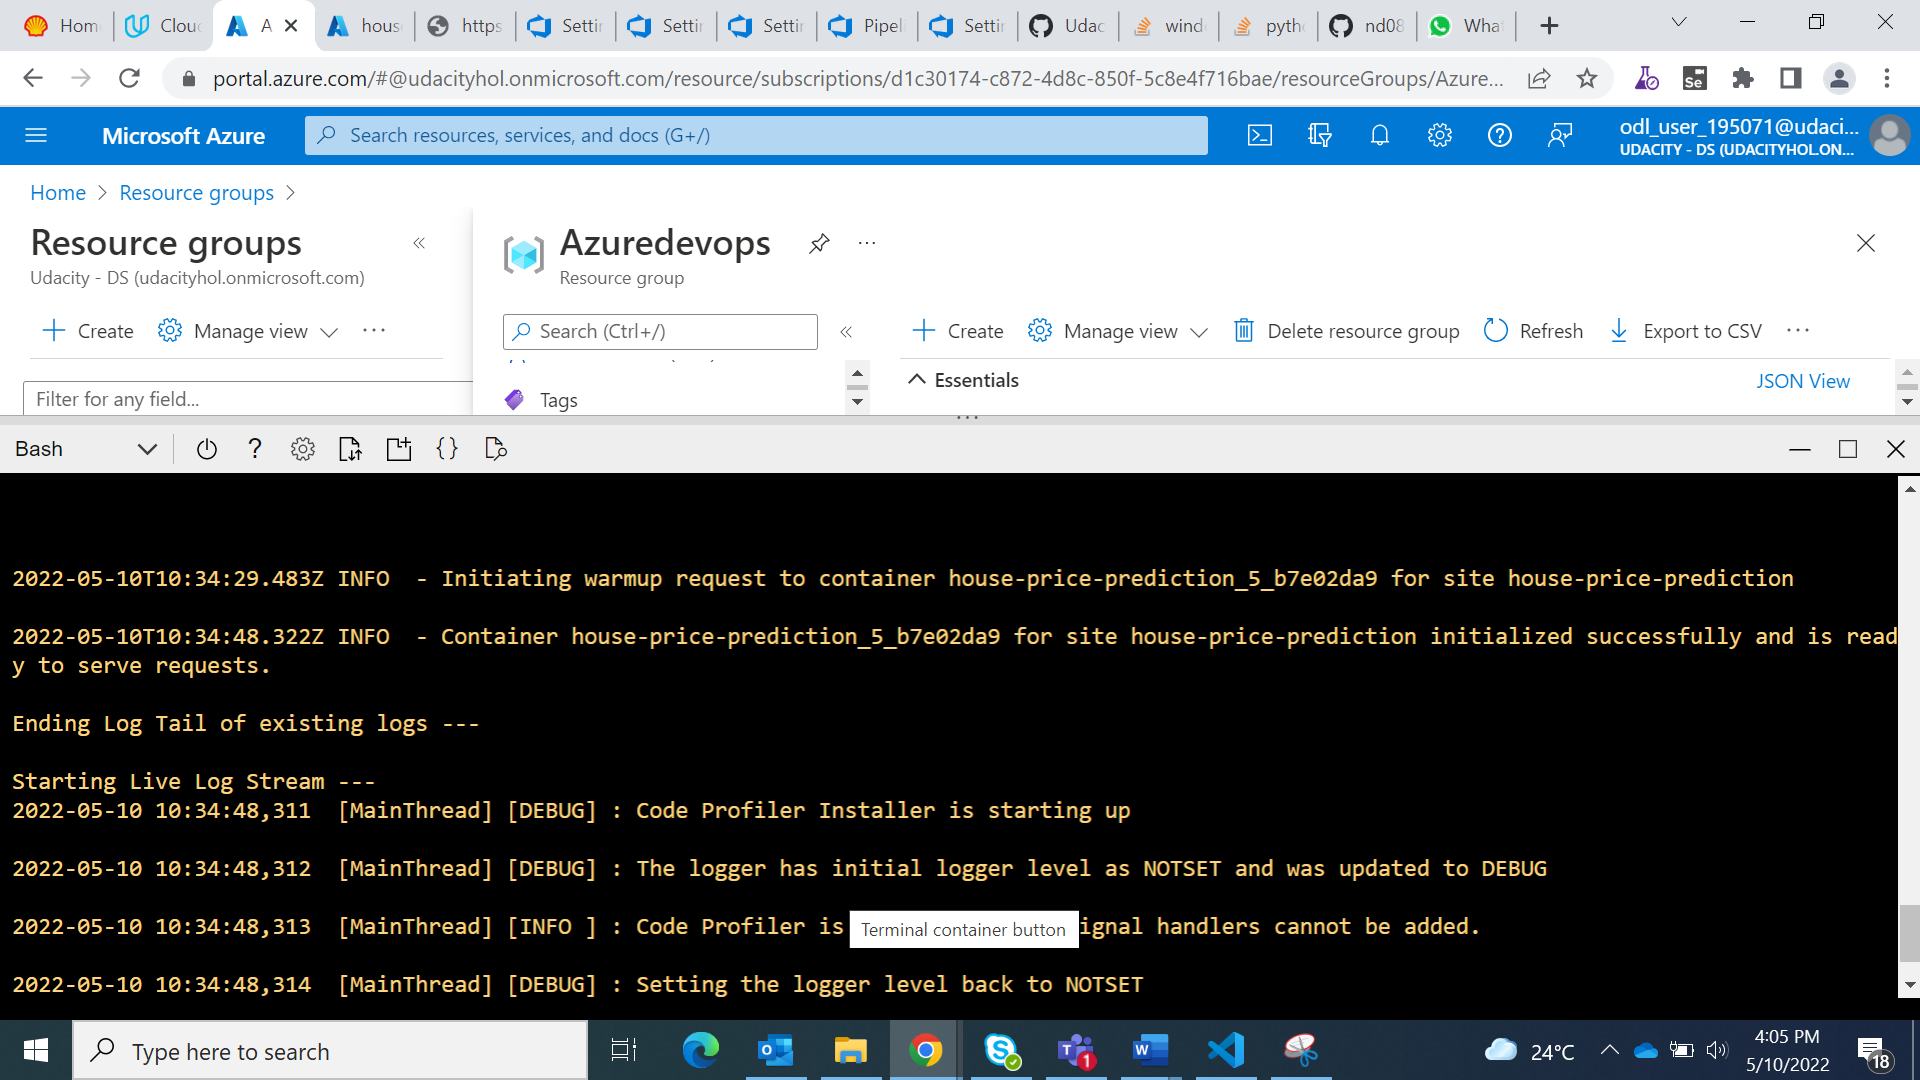 Hom
Clou
A
hous
https
Settin
Settin
Settin
Pipeli
Settin
Udac
wind
pytho
nd08
What
portal.azure.com/#@udacityhol.onmicrosoft.com/resource/subscriptions/d1c30174-c872-4d8c-850f-5c8e4f716bae/resourceGroups/Azure...
Se
Microsoft Azure
Search resources, services, and docs (G+/)
odl_user_195071@udaci...
UDACITY - DS (UDACITYHOL.ON...
Home > Resource groups >
Resource groups
Udacity - DS (udacityhol.onmicrosoft.com)
Create
Manage view
Filter for any field...
Azuredevops
Resource group
Search (Ctrl+/)
Tags
Create
Manage view
Delete resource group
Refresh
Export to CSV
Essentials
JSON View
Bash
2022-05-10T10:34:29.483Z INFO  - Initiating warmup request to container house-price-prediction_5_b7e02da9 for site house-price-prediction
2022-05-10T10:34:48.322Z INFO  - Container house-price-prediction_5_b7e02da9 for site house-price-prediction initialized successfully and is read
y to serve requests.
Ending Log Tail of existing logs ---
Starting Live Log Stream ---
2022-05-10 10:34:48,311  [MainThread] [DEBUG] : Code Profiler Installer is starting up
2022-05-10 10:34:48,312  [MainThread] [DEBUG] : The logger has initial logger level as NOTSET and was updated to DEBUG
2022-05-10 10:34:48,313  [MainThread] [INFO ] : Code Profiler is Terminal container button ignal handlers cannot be added.
2022-05-10 10:34:48,314  [MainThread] [DEBUG] : Setting the logger level back to NOTSET
Type here to search
1
24°C
4:05 PM
5/10/2022
18